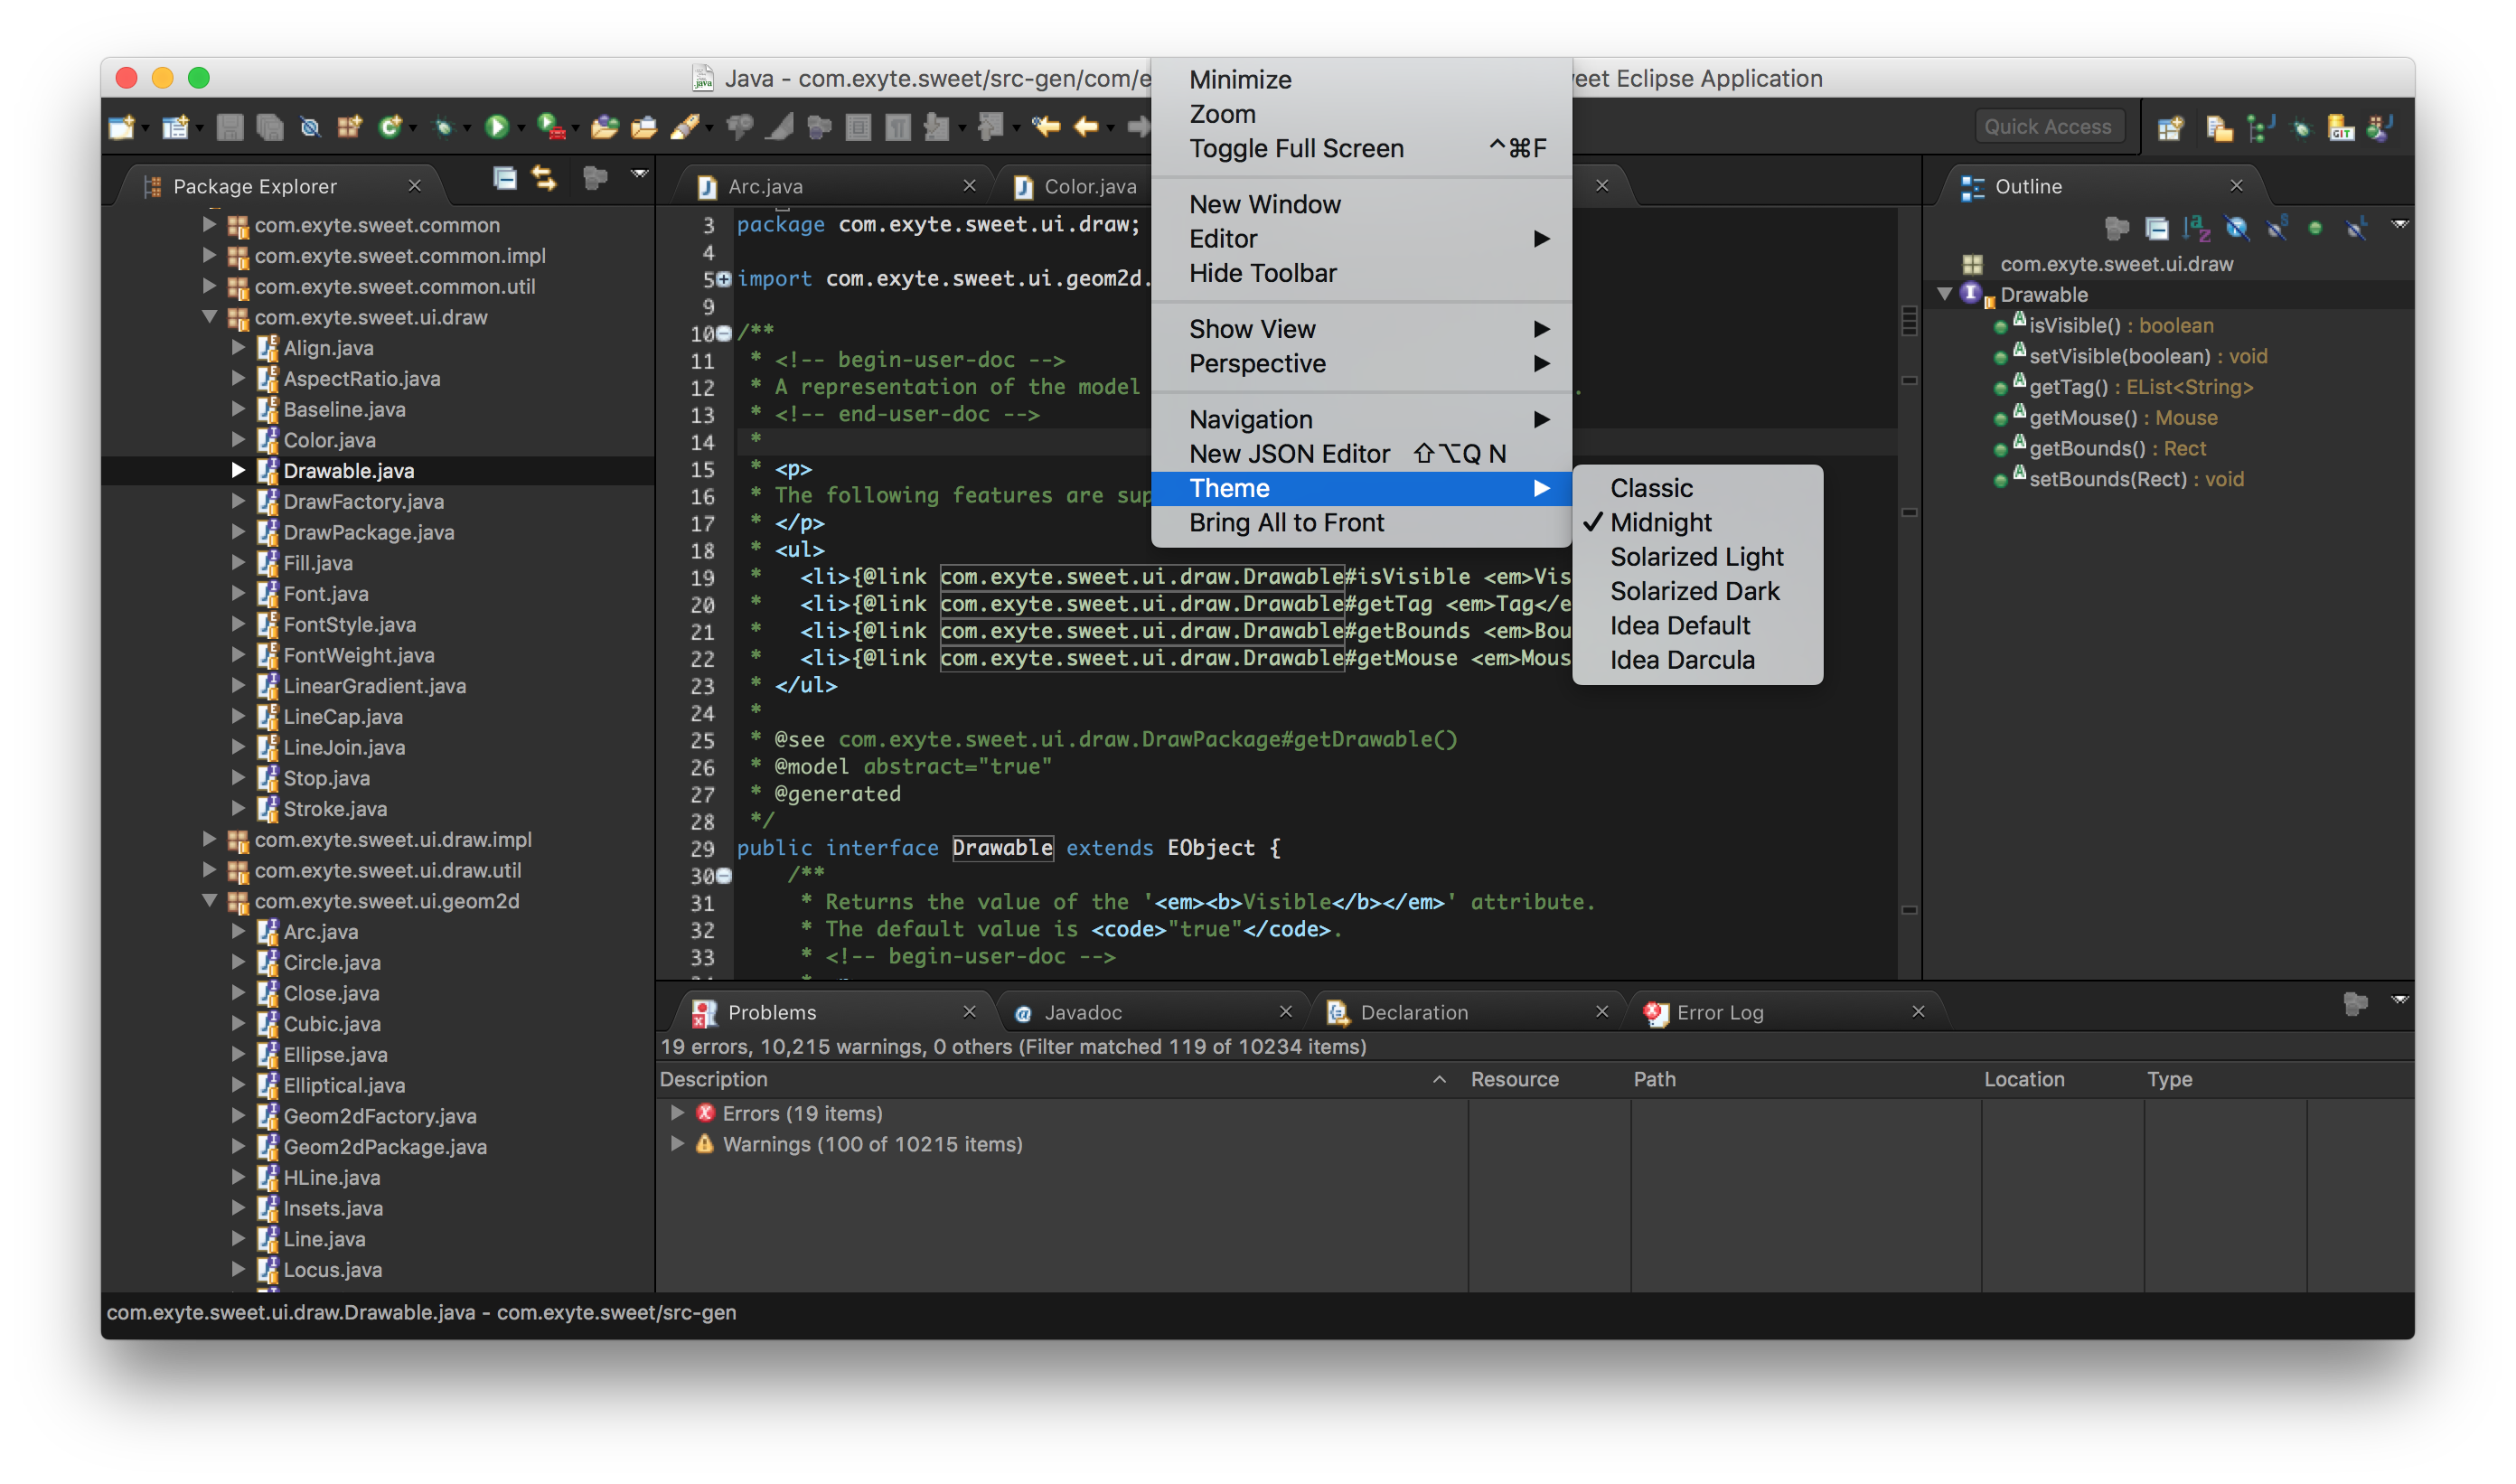 Java - com.exyte.sweet/src-gen/com/e
eet Eclipse Application
Quick Access
Package Explorer
com.exyte.sweet.common
com.exyte.sweet.common.impl
com.exyte.sweet.common.util
com.exyte.sweet.ui.draw
Align.java
AspectRatio.java
Baseline.java
Color.java
Drawable.java
DrawFactory.java
DrawPackage.java
Fill.java
Font.java
FontStyle.java
FontWeight.java
LinearGradient.java
LineCap.java
LineJoin.java
Stop.java
Stroke.java
com.exyte.sweet.ui.draw.impl
com.exyte.sweet.ui.draw.util
com.exyte.sweet.ui.geom2d
Arc.java
Circle.java
Close.java
Cubic.java
Ellipse.java
Elliptical.java
Geom2dFactory.java
Geom2dPackage.java
HLine.java
Insets.java
Line.java
Locus.java
Arc.java
Color.java
3 package com.exyte.sweet.ui.draw;
4
5 import com.exyte.sweet.ui.geom2d.
9
10 /**
11 * <!-- begin-user-doc -->
12 * A representation of the model .
13 * <!-- end-user-doc -->
14 *
15 * <p>
16 * The following features are sup
17 * </p>
18 * <ul>
19 *   <li>{@link com.exyte.sweet.ui.draw.Drawable#isVisible <em>Vis
20 *   <li>{@link com.exyte.sweet.ui.draw.Drawable#getTag <em>Tag</e
21 *   <li>{@link com.exyte.sweet.ui.draw.Drawable#getBounds <em>Bou
22 *   <li>{@link com.exyte.sweet.ui.draw.Drawable#getMouse <em>Mous
23 * </ul>
24 *
25 * @see com.exyte.sweet.ui.draw.DrawPackage#getDrawable()
26 * @model abstract="true"
27 * @generated
28 */
29 public interface Drawable extends EObject {
30 /**
31 * Returns the value of the '<em><b>Visible</b></em>' attribute.
32 * The default value is <code>"true"</code>.
33 * <!-- begin-user-doc -->
Minimize
Zoom
Toggle Full Screen ^⌘F
New Window
Editor
Hide Toolbar
Show View
Perspective
Navigation
New JSON Editor ⇧⌥Q N
Theme
Bring All to Front
Classic
✓ Midnight
Solarized Light
Solarized Dark
Idea Default
Idea Darcula
Outline
com.exyte.sweet.ui.draw
Drawable
isVisible() : boolean
setVisible(boolean) : void
getTag() : EList<String>
getMouse() : Mouse
getBounds() : Rect
setBounds(Rect) : void
Problems
Javadoc
Declaration
Error Log
19 errors, 10,215 warnings, 0 others (Filter matched 119 of 10234 items)
Description Resource Path Location Type
Errors (19 items)
Warnings (100 of 10215 items)
com.exyte.sweet.ui.draw.Drawable.java - com.exyte.sweet/src-gen